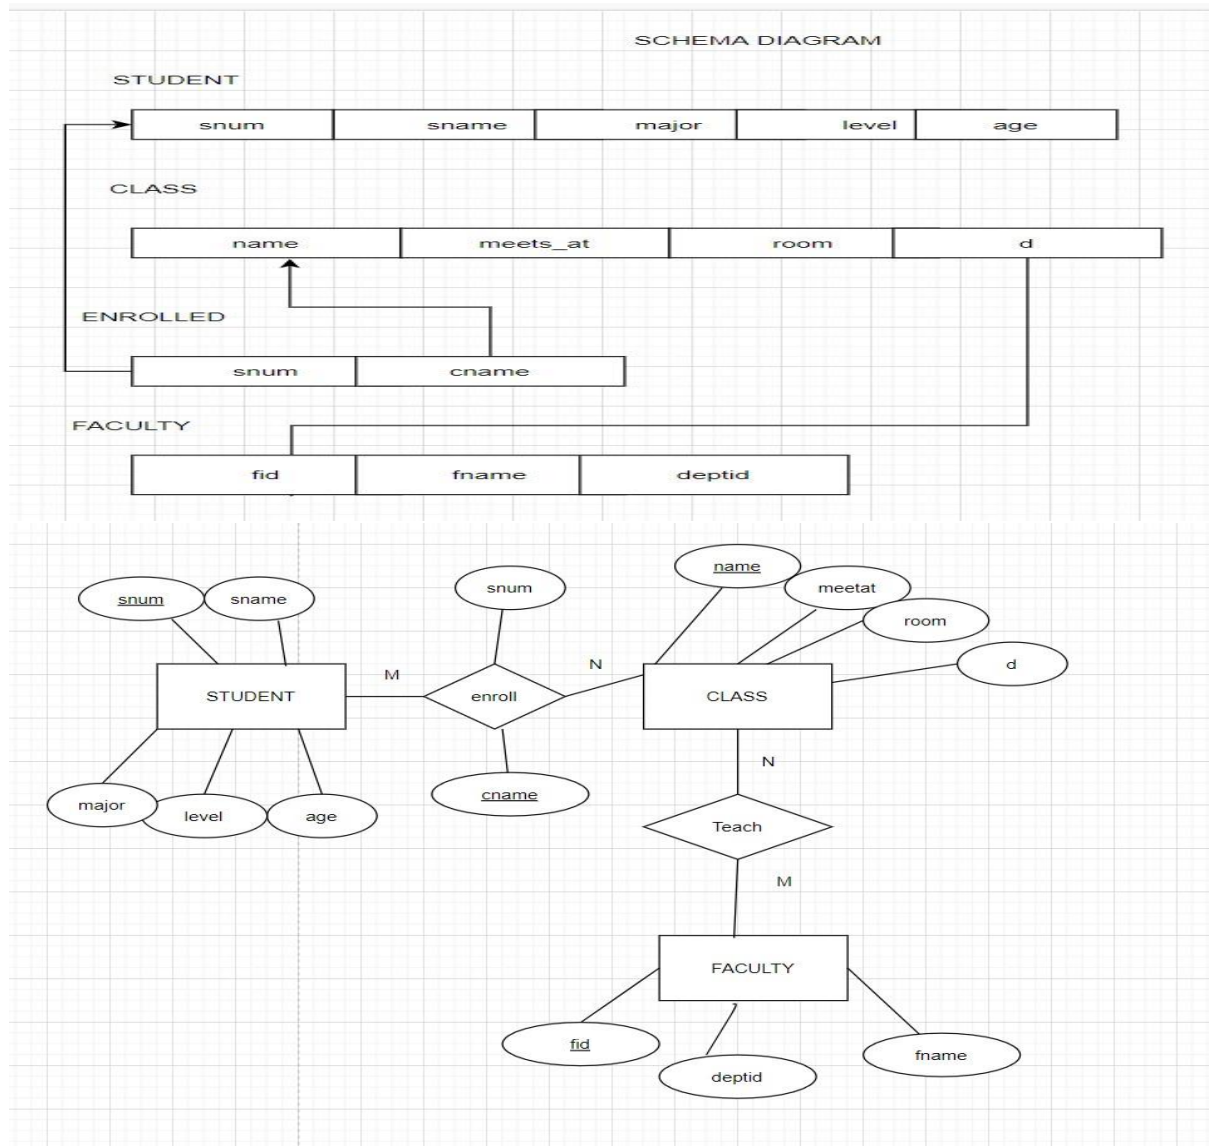 SCHEMA DIAGRAM
STUDENT
snum sname major level age
CLASS
name meets_at room d
ENROLLED
snum cname
FACULTY
fid fname deptid
name
snum sname snum meetat
room
M N d
STUDENT enroll CLASS
N
major level age cname
Teach
M
FACULTY
fid fname
deptid